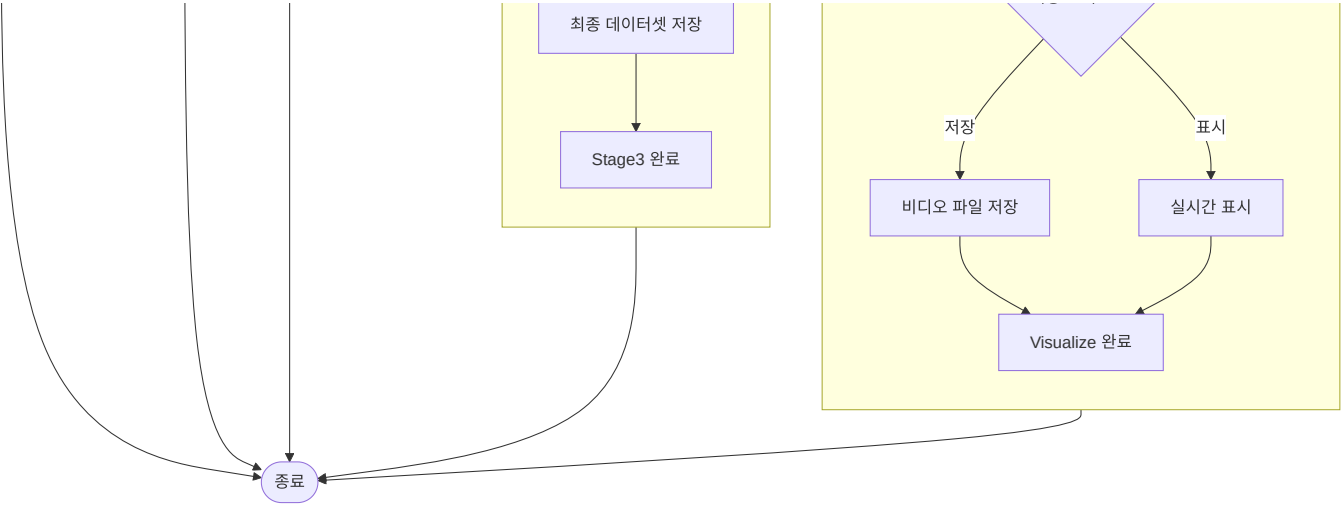 최종 데이터셋 저장
Stage3 완료
저장
표시
비디오 파일 저장
실시간 표시
Visualize 완료
종료